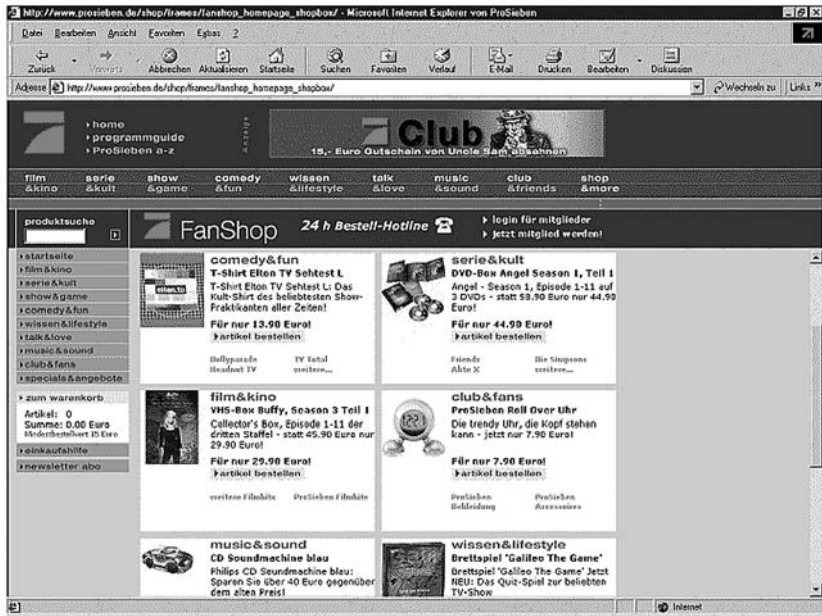 http://www.prosieben.de/shop/frames/fanshop_homepage_shopbox/ - Microsoft Internet Explorer von ProSieben
Datei Bearbeiten Ansicht Favoriten Extras ?
Zurück Vorwärts Abbrechen Aktualisieren Startseite Suchen Favoriten Verlauf E-Mail Drucken Bearbeiten Diskussion
Adresse http://www.prosieben.de/shop/frames/fanshop_homepage_shopbox/ Wechseln zu Links »
home
programmguide
ProSieben a-z
Anzeige
Club
15,- Euro Gutschein von Uncle Sam absahnen
film &kino
serie &kult
show &game
comedy &fun
wissen &lifestyle
talk &love
music &sound
club &friends
shop &more
produktsuche
FanShop
24 h Bestell-Hotline
login für mitglieder
jetzt mitglied werden!
startseite
film&kino
serie&kult
show&game
comedy&fun
wissen&lifestyle
talk&love
music&sound
club&fans
specials&angebote
zum warenkorb
Artikel: 0
Summe: 0.00 Euro
Mindestbestellwert 15 Euro
einkaufshilfe
newsletter abo
comedy&fun
T-Shirt Elton TV Sehtest L
T-Shirt Elton TV Sehtest L: Das
Kult-Shirt des beliebtesten Show-
Praktikanten aller Zeiten!
Für nur 13.90 Euro!
artikel bestellen
Bullyparade TV Total
Headnut TV weitere...
elton.tv
serie&kult
DVD-Box Angel Season 1, Teil 1
Angel - Season 1, Episode 1-11 auf
3 DVDs - statt 58.90 Euro nur 44.90
Euro!
Für nur 44.90 Euro!
artikel bestellen
Friends Die Simpsons
Akte X weitere...
film&kino
VHS-Box Buffy, Season 3 Teil 1
Collector's Box, Episode 1-11 der
dritten Staffel - statt 45.90 Euro nur
29.90 Euro!
Für nur 29.90 Euro!
artikel bestellen
weitere Filmhits ProSieben Filmhits
club&fans
ProSieben Roll Over Uhr
Die trendy Uhr, die Kopf stehen
kann - jetzt nur 7.90 Euro!
Für nur 7.90 Euro!
artikel bestellen
ProSieben Bekleidung
ProSieben Accessoires
music&sound
CD Soundmachine blau
Philips CD Soundmachine blau:
Sparen Sie über 40 Euro gegenüber
dem alten Preis!
wissen&lifestyle
Brettspiel 'Galileo The Game'
Brettspiel 'Galileo The Game' Jetzt
NEU: Das Quiz-Spiel zur beliebten
TV-Show
Internet